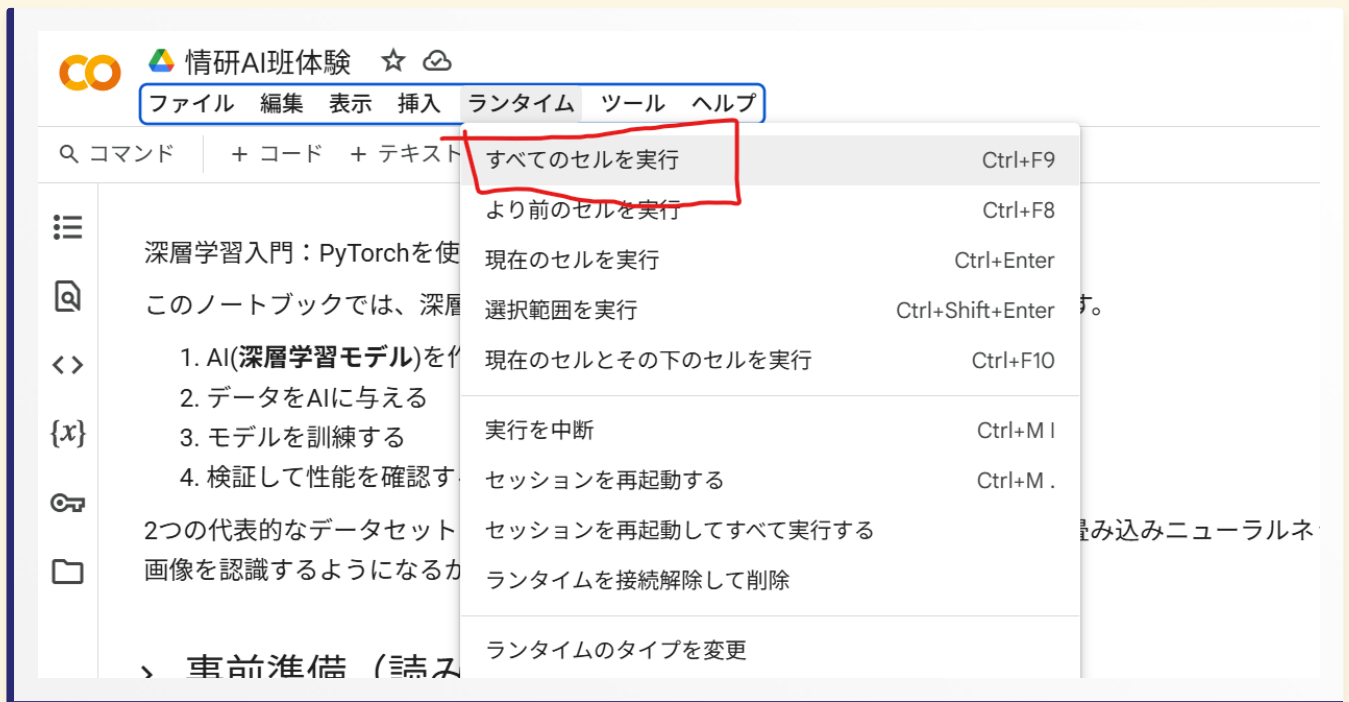 情研AI班体験
ファイル 編集 表示 挿入 ランタイム ツール ヘルプ
コマンド + コード + テキスト
すべてのセルを実行 Ctrl+F9
より前のセルを実行 Ctrl+F8
現在のセルを実行 Ctrl+Enter
選択範囲を実行 Ctrl+Shift+Enter
現在のセルとその下のセルを実行 Ctrl+F10
実行を中断 Ctrl+M I
セッションを再起動する Ctrl+M .
セッションを再起動してすべて実行する
ランタイムを接続解除して削除
ランタイムのタイプを変更
深層学習入門：PyTorchを使
このノートブックでは、深層 す。
1. AI(深層学習モデル)を作
2. データをAIに与える
3. モデルを訓練する
4. 検証して性能を確認す
2つの代表的なデータセット 畳み込みニューラルネ
画像を認識するようになるか
事前準備（読み